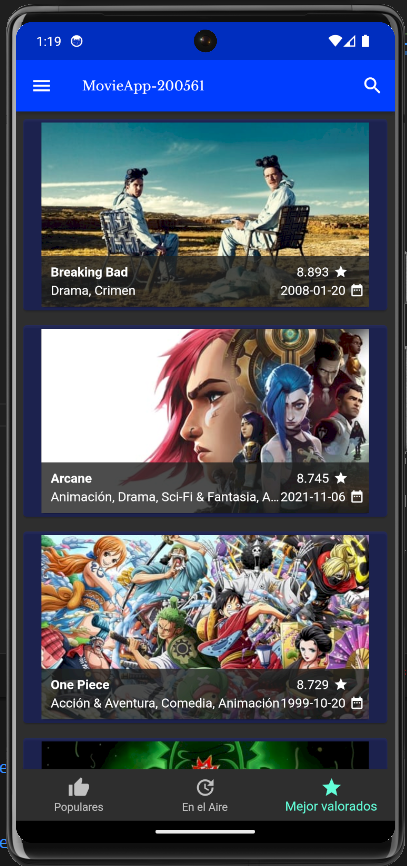 1:19
MovieApp-200561
Breaking Bad 8.893
Drama, Crimen 2008-01-20
Arcane 8.745
Animación, Drama, Sci-Fi & Fantasia, A... 2021-11-06
One Piece 8.729
Acción & Aventura, Comedia, Animación 1999-10-20
Populares En el Aire Mejor valorados